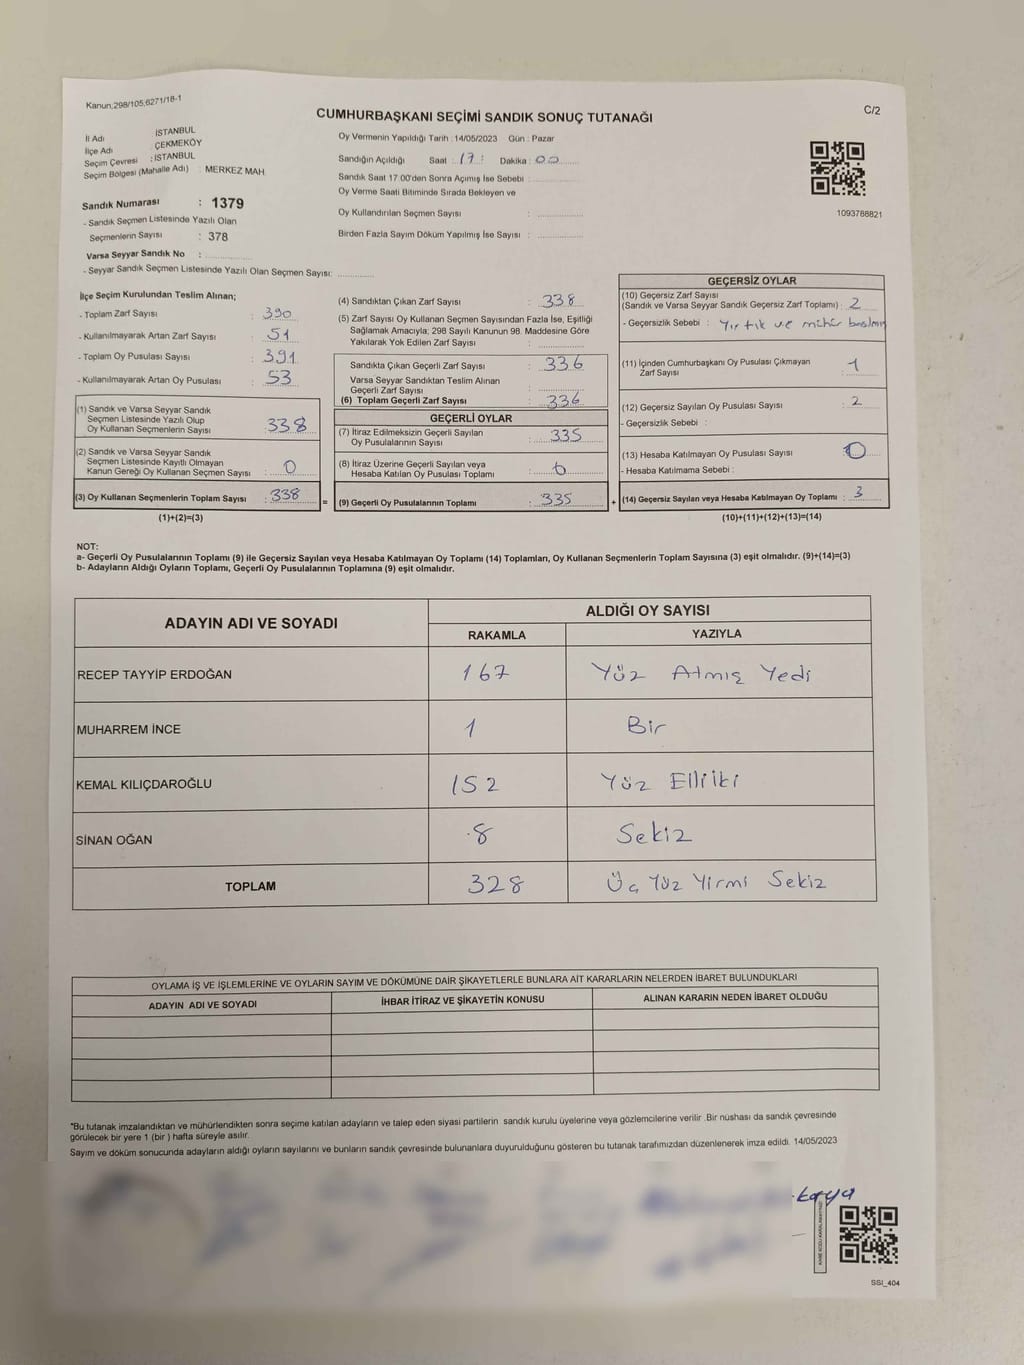 Kanun;298/105;6271/18-1
CUMHURBAŞKANI SEÇİMİ SANDIK SONUÇ TUTANAĞI
C/2
İl Adı İSTANBUL
İlçe Adı ÇEKMEKÖY
Seçim Çevresi : İSTANBUL
Seçim Bölgesi (Mahalle Adı) : MERKEZ MAH.
Sandık Numarası : 1379
- Sandık Seçmen Listesinde Yazılı Olan
Seçmenlerin Sayısı : 378
Varsa Seyyar Sandık No :
- Seyyar Sandık Seçmen Listesinde Yazılı Olan Seçmen Sayısı:
Oy Vermenin Yapıldığı Tarih : 14/05/2023 Gün : Pazar
Sandığın Açıldığı Saat : 17 : Dakika : 00
Sandık Saat 17.00'den Sonra Açımış İse Sebebi :
Oy Verme Saati Bitiminde Sırada Bekleyen ve
Oy Kullandırılan Seçmen Sayısı :
Birden Fazla Sayım Döküm Yapılmış İse Sayısı :
1093788821
İlçe Seçim Kurulundan Teslim Alınan;
- Toplam Zarf Sayısı : 390
- Kullanılmayarak Artan Zarf Sayısı : 51
- Toplam Oy Pusulası Sayısı : 391
- Kullanılmayarak Artan Oy Pusulası : 53
(1) Sandık ve Varsa Seyyar Sandık
Seçmen Listesinde Yazılı Olup
Oy Kullanan Seçmenlerin Sayısı : 338
(2) Sandık ve Varsa Seyyar Sandık
Seçmen Listesinde Kayıtlı Olmayan
Kanun Gereği Oy Kullanan Seçmen Sayısı : 0
(3) Oy Kullanan Seçmenlerin Toplam Sayısı : 338 =
(1)+(2)=(3)
(4) Sandıktan Çıkan Zarf Sayısı : 338
(5) Zarf Sayısı Oy Kullanan Seçmen Sayısından Fazla İse, Eşitliği
Sağlamak Amacıyla; 298 Sayılı Kanunun 98. Maddesine Göre
Yakılarak Yok Edilen Zarf Sayısı :
Sandıkta Çıkan Geçerli Zarf Sayısı : 336
Varsa Seyyar Sandıktan Teslim Alınan
Geçerli Zarf Sayısı :
(6) Toplam Geçerli Zarf Sayısı : 336
GEÇERLİ OYLAR
(7) İtiraz Edilmeksizin Geçerli Sayılan
Oy Pusulalarının Sayısı : 335
(8) İtiraz Üzerine Geçerli Sayılan veya
Hesaba Katılan Oy Pusulası Toplamı : 0
(9) Geçerli Oy Pusulalarının Toplamı : 335 +
GEÇERSİZ OYLAR
(10) Geçersiz Zarf Sayısı
(Sandık ve Varsa Seyyar Sandık Geçersiz Zarf Toplamı) : 2
- Geçersizlik Sebebi : Yırtık ve mühür basılmış
(11) İçinden Cumhurbaşkanı Oy Pusulası Çıkmayan
Zarf Sayısı : 1
(12) Geçersiz Sayılan Oy Pusulası Sayısı : 2
- Geçersizlik Sebebi :
(13) Hesaba Katılmayan Oy Pusulası Sayısı : 0
- Hesaba Katılmama Sebebi :
(14) Geçersiz Sayılan veya Hesaba Katılmayan Oy Toplamı : 3
(10)+(11)+(12)+(13)=(14)
NOT:
a- Geçerli Oy Pusulalarının Toplamı (9) ile Geçersiz Sayılan veya Hesaba Katılmayan Oy Toplamı (14) Toplamları, Oy Kullanan Seçmenlerin Toplam Sayısına (3) eşit olmalıdır. (9)+(14)=(3)
b- Adayların Aldığı Oyların Toplamı, Geçerli Oy Pusulalarının Toplamına (9) eşit olmalıdır.
ADAYIN ADI VE SOYADI
ALDIĞI OY SAYISI
RAKAMLA YAZIYLA
RECEP TAYYİP ERDOĞAN 167 Yüz Atmış Yedi
MUHARREM İNCE 1 Bir
KEMAL KILIÇDAROĞLU 152 Yüz Elliiki
SİNAN OĞAN 8 Sekiz
TOPLAM 328 Üç Yüz Yirmi Sekiz
OYLAMA İŞ VE İŞLEMLERİNE VE OYLARIN SAYIM VE DÖKÜMÜNE DAİR ŞİKAYETLERLE BUNLARA AİT KARARLARIN NELERDEN İBARET BULUNDUKLARI
ADAYIN ADI VE SOYADI İHBAR İTİRAZ VE ŞİKAYETİN KONUSU ALINAN KARARIN NEDEN İBARET OLDUĞU
*Bu tutanak imzalandıktan ve mühürlendikten sonra seçime katılan adayların ve talep eden siyasi partilerin sandık kurulu üyelerine veya gözlemcilerine verilir .Bir nüshası da sandık çevresinde
görülecek bir yere 1 (bir ) hafta süreyle asılır.
Sayım ve döküm sonucunda adayların aldığı oyların sayılarını ve bunların sandık çevresinde bulunanlara duyurulduğunu gösteren bu tutanak tarafımızdan düzenlenerek imza edildi. 14/05/2023
kaya
SSI_404